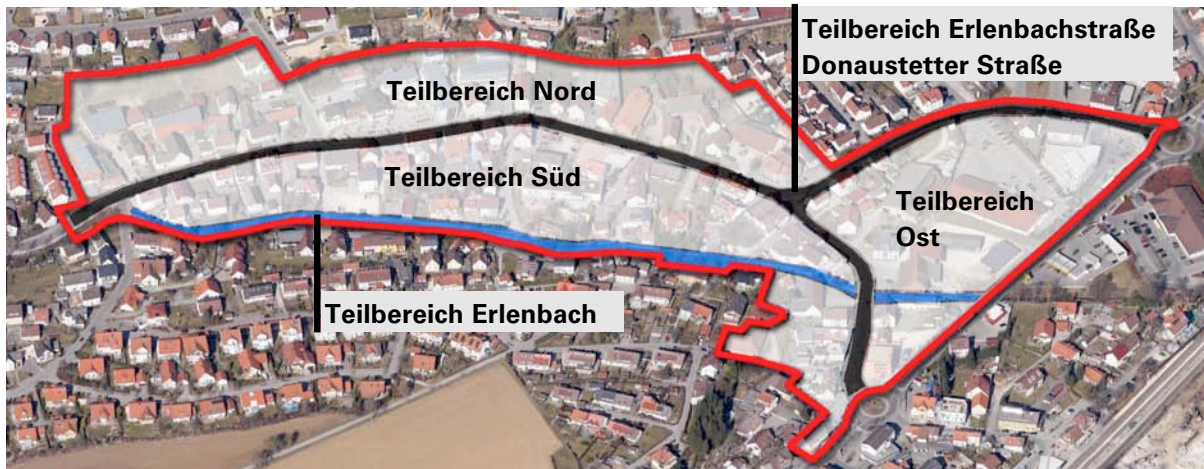 Teilbereich Erlenbachstraße
Donaustetter Straße
Teilbereich Nord
Teilbereich Süd
Teilbereich
Ost
Teilbereich Erlenbach